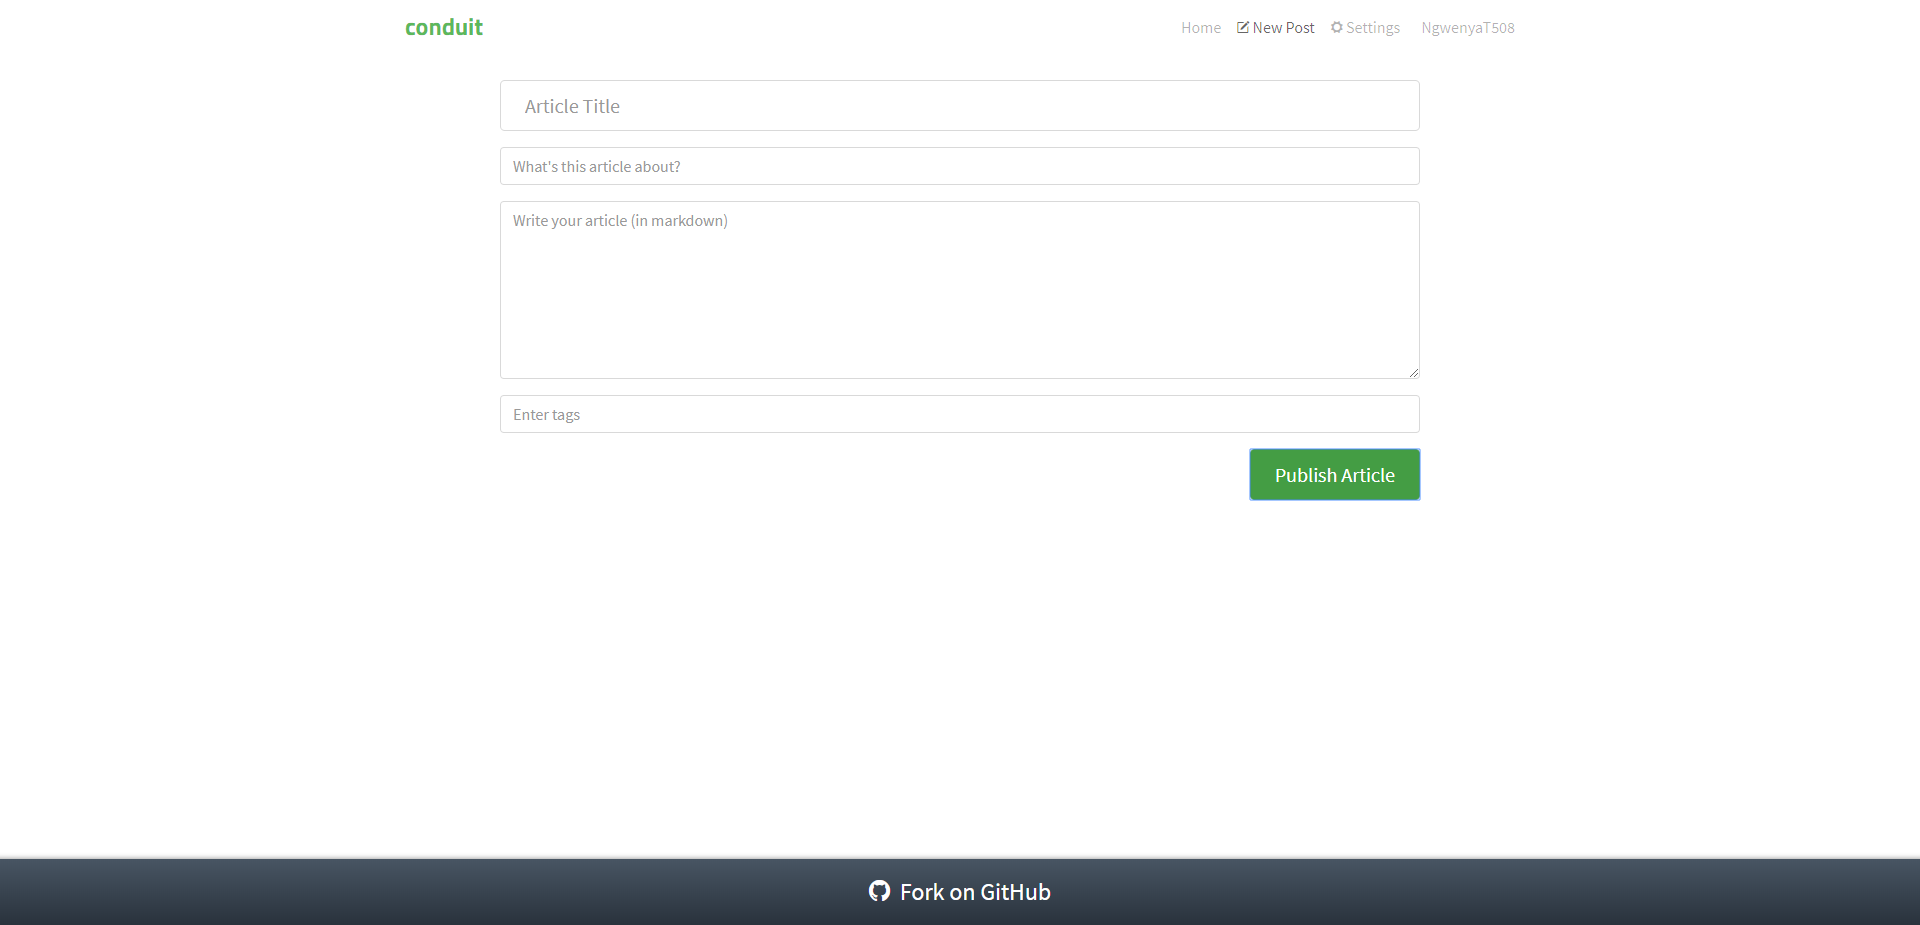 conduit
Home New Post Settings NgwenyaT508
Article Title
What's this article about?
Write your article (in markdown)
Enter tags
Publish Article
Fork on GitHub